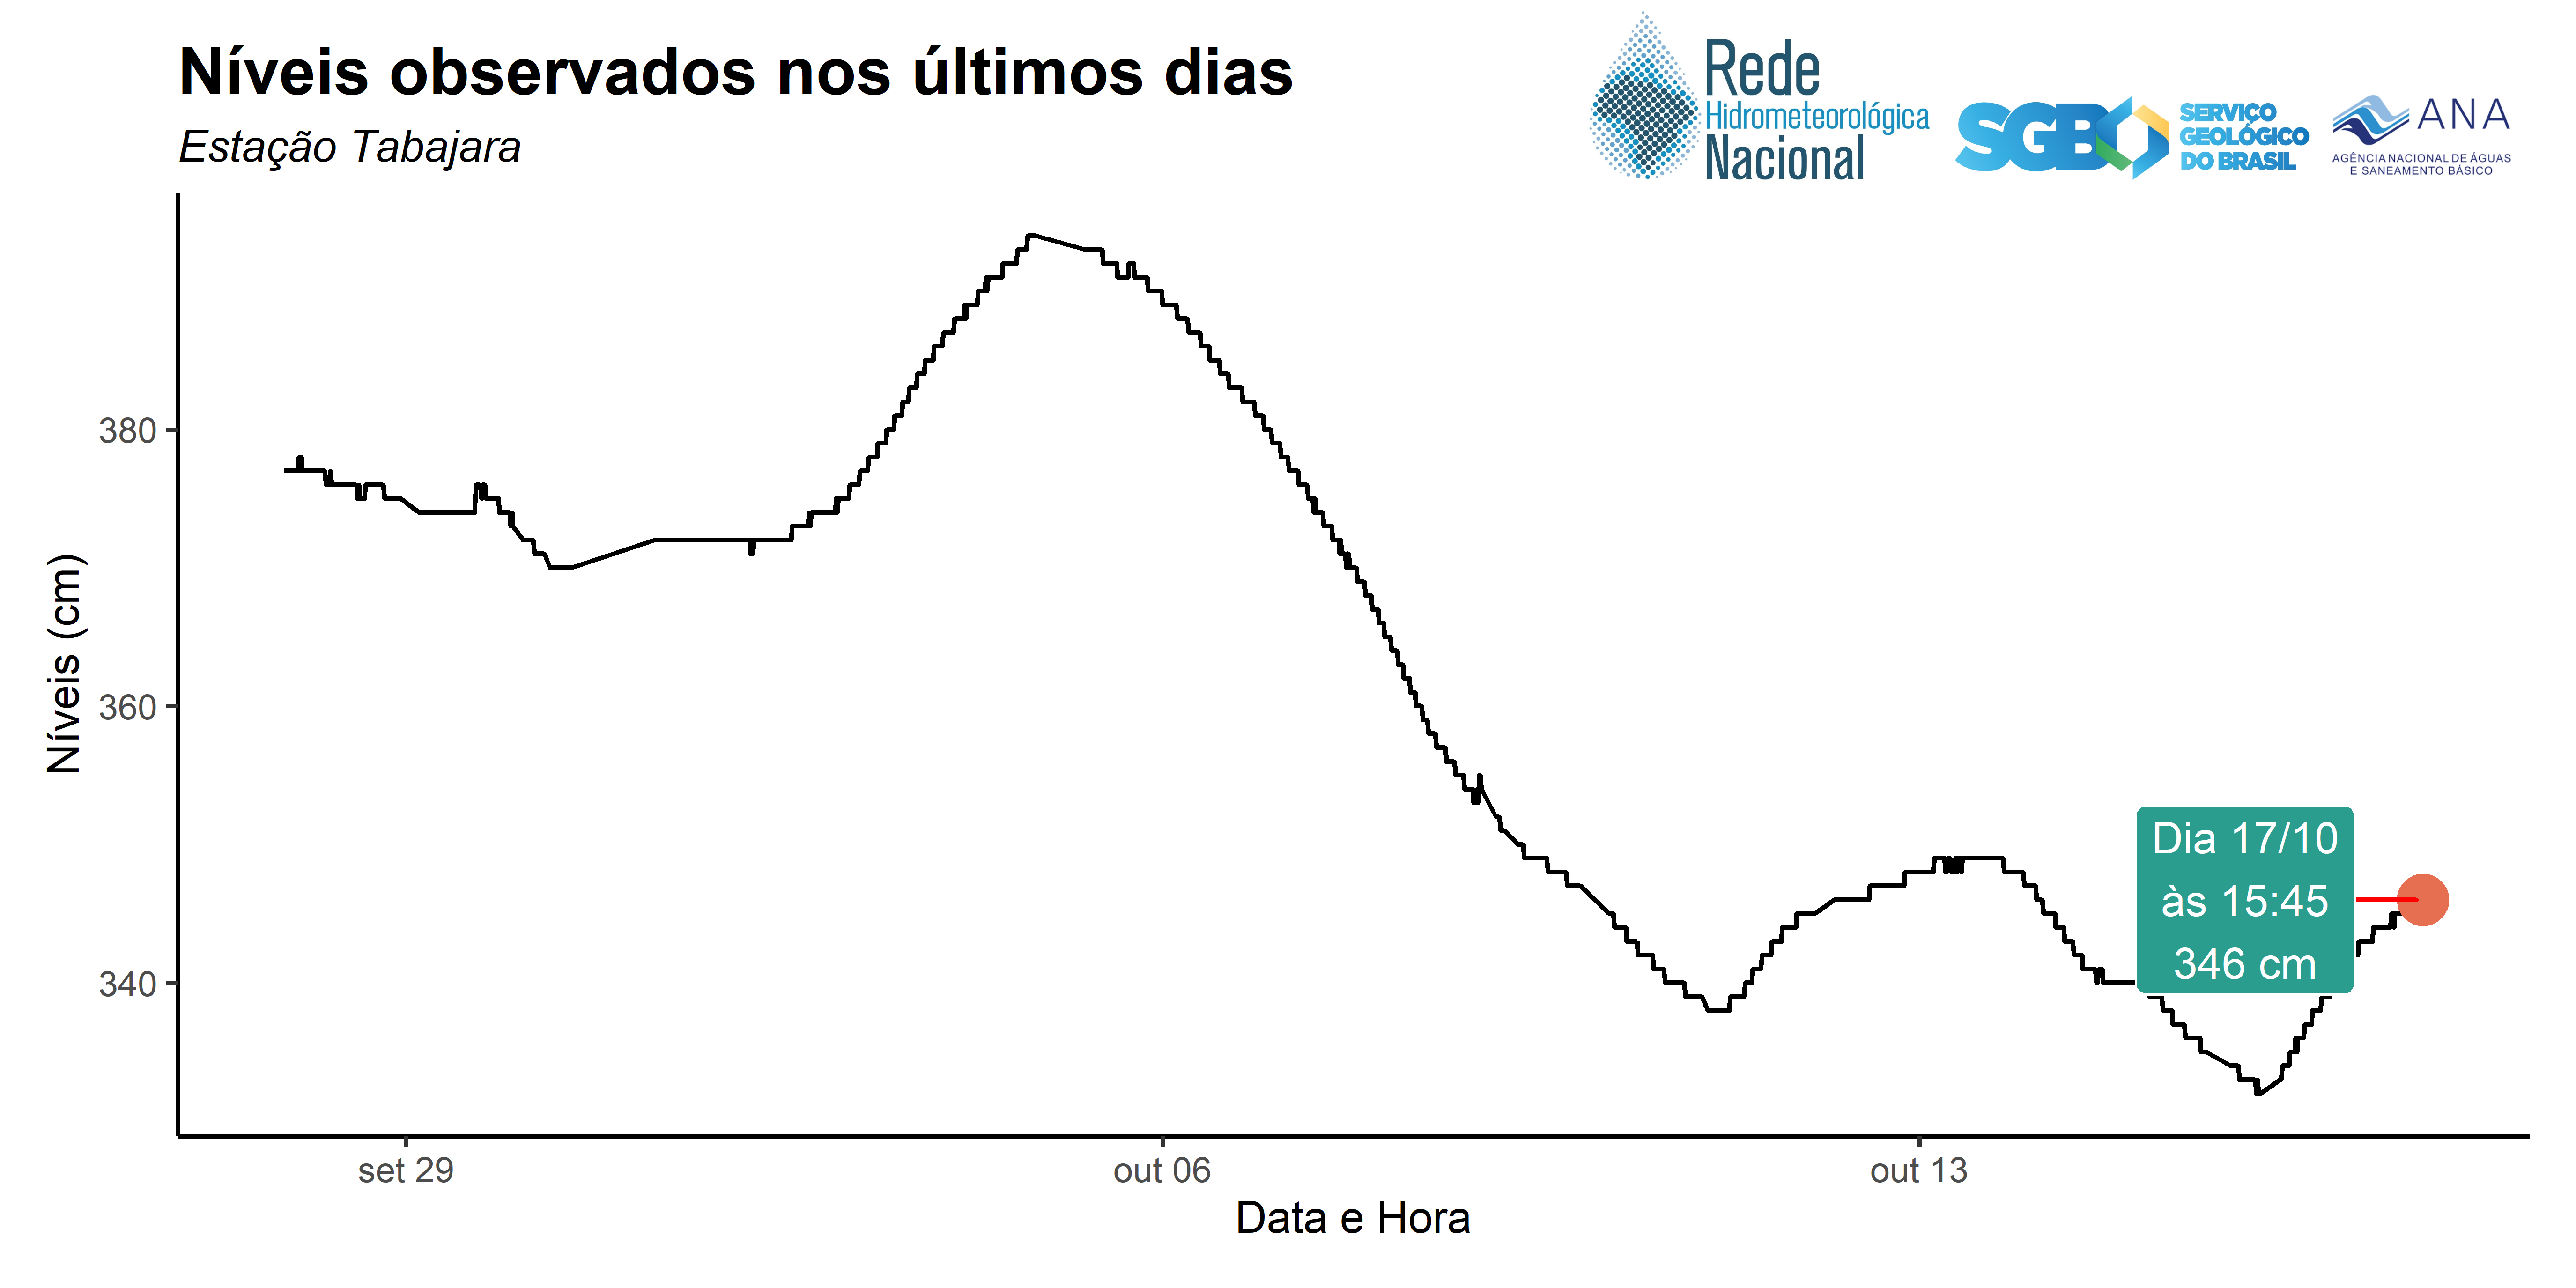 Níveis observados nos últimos dias
Estação Tabajara
Rede
Hidrometeorológica
Nacional
SGB
SERVIÇO
GEOLÓGICO
DO BRASIL
ANA
AGÊNCIA NACIONAL DE ÁGUAS
E SANEAMENTO BÁSICO
Níveis (cm)
380
360
340
Dia 17/10
às 15:45
346 cm
set 29
out 06
out 13
Data e Hora